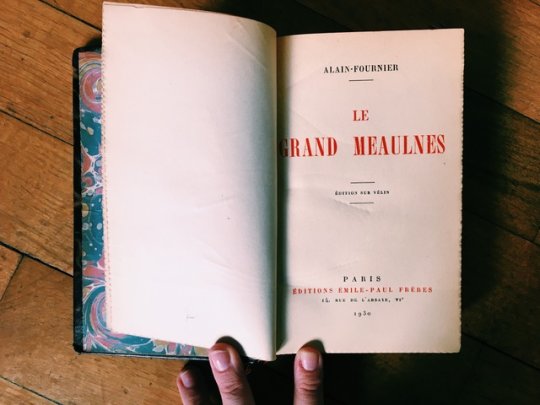 ALAIN-FOURNIER
LE
GRAND MEAULNES
ÉDITION SUR VÉLIN
PARIS
ÉDITIONS ÉMILE-PAUL FRÈRES
14, RUE DE L'ABBAYE, VIᵉ
1930